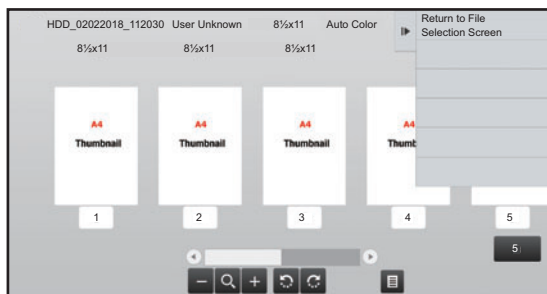 HDD_02022018_112030 User Unknown 8½x11 Auto Color
8½x11 8½x11 8½x11
Return to File
Selection Screen
A4 A4 A4 A4
Thumbnail Thumbnail Thumbnail Thumb
1 2 3 4 5
5